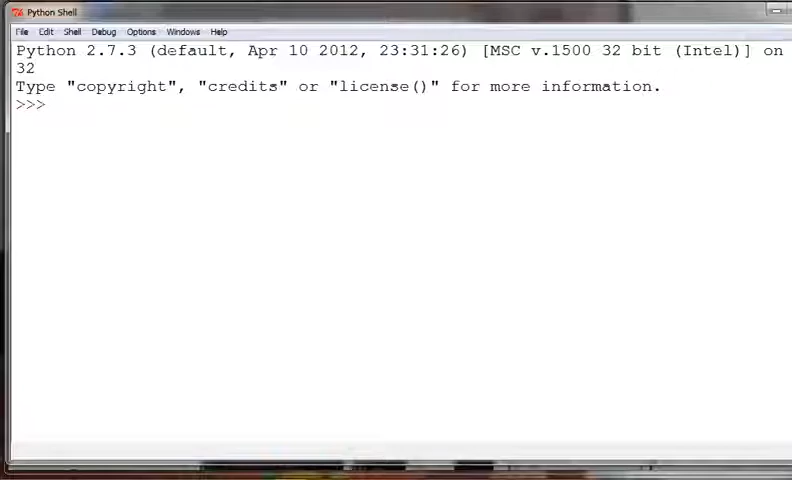 Python Shell
File Edit Shell Debug Options Windows Help
Python 2.7.3 (default, Apr 10 2012, 23:31:26) [MSC v.1500 32 bit (Intel)] on
32
Type "copyright", "credits" or "license()" for more information.
>>>